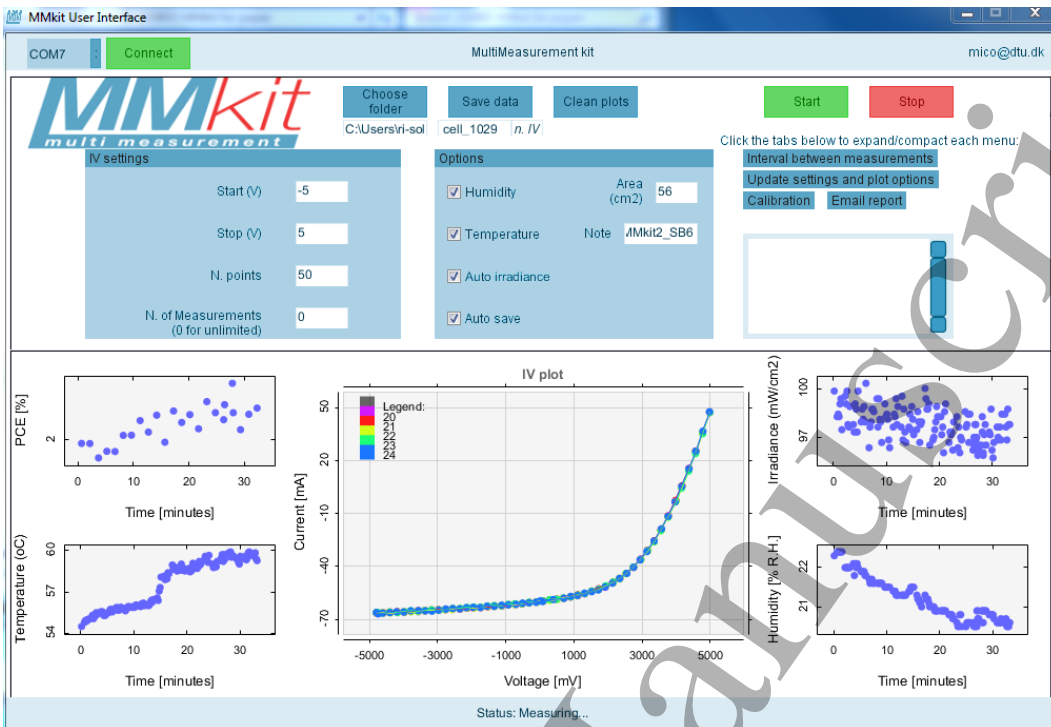 MMkit User Interface
COM7 : Connect MultiMeasurement kit mico@dtu.dk
MMkit
multi measurement
Choose folder Save data Clean plots Start Stop
C:\Users\ri-sol cell_1029 n. IV
Click the tabs below to expand/compact each menu:
Interval between measurements
Update settings and plot options
Calibration Email report
IV settings
Start (V) -5
Stop (V) 5
N. points 50
N. of Measurements (0 for unlimited) 0
Options
Humidity Area (cm2) 56
Temperature Note MMkit2_SB6
Auto irradiance
Auto save
PCE [%]
2
0 10 20 30
Time [minutes]
Temperature (oC)
60
57
54
0 10 20 30
Time [minutes]
IV plot
Legend:
20
21
22
23
24
Current [mA]
50
20
-10
-40
-70
-5000 -3000 -1000 1000 3000 5000
Voltage [mV]
Irradiance (mW/cm2)
100
97
0 10 20 30
Time [minutes]
Humidity [% R.H.]
22
21
0 10 20 30
Time [minutes]
Status: Measuring...
anuscri